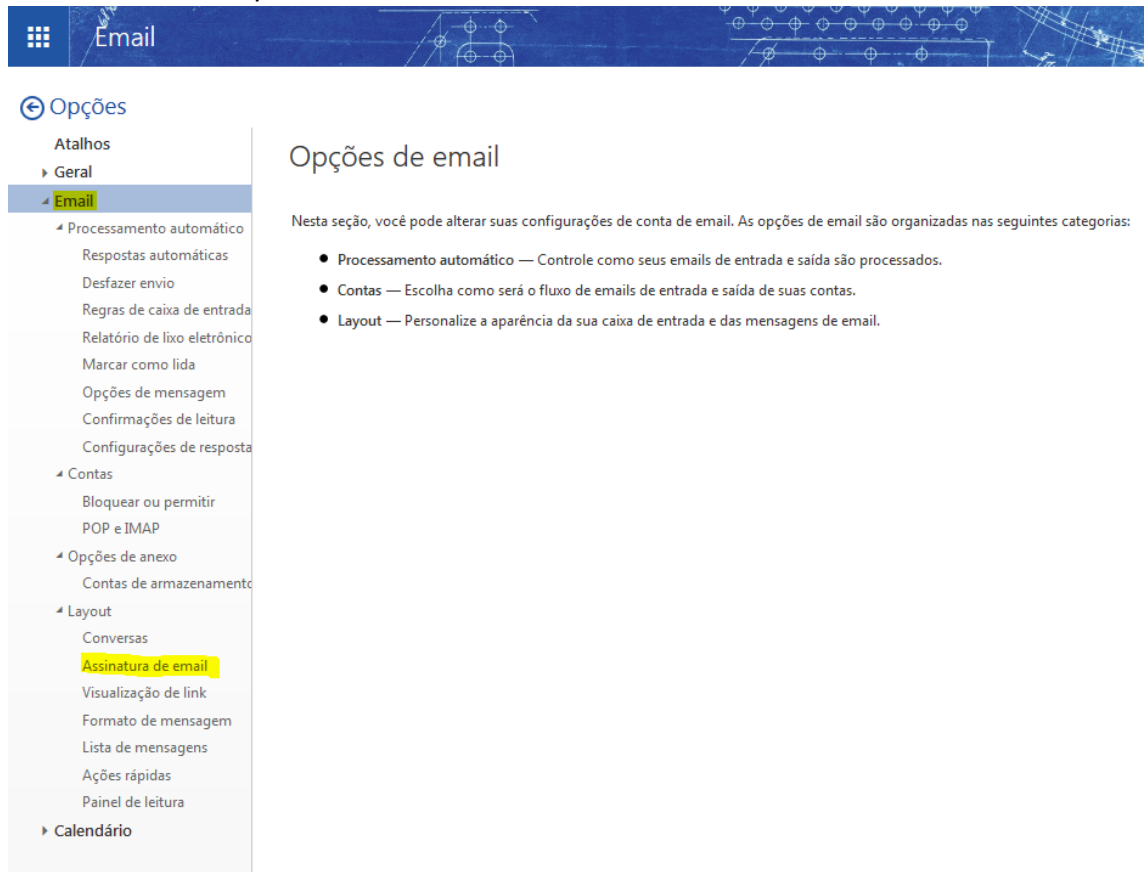 Email
Opções
Atalhos
Geral
Email
Processamento automático
Respostas automáticas
Desfazer envio
Regras de caixa de entrada
Relatório de lixo eletrônico
Marcar como lida
Opções de mensagem
Confirmações de leitura
Configurações de resposta
Contas
Bloquear ou permitir
POP e IMAP
Opções de anexo
Contas de armazenamento
Layout
Conversas
Assinatura de email
Visualização de link
Formato de mensagem
Lista de mensagens
Ações rápidas
Painel de leitura
Calendário
Opções de email
Nesta seção, você pode alterar suas configurações de conta de email. As opções de email são organizadas nas seguintes categorias:
● Processamento automático — Controle como seus emails de entrada e saída são processados.
● Contas — Escolha como será o fluxo de emails de entrada e saída de suas contas.
● Layout — Personalize a aparência da sua caixa de entrada e das mensagens de email.